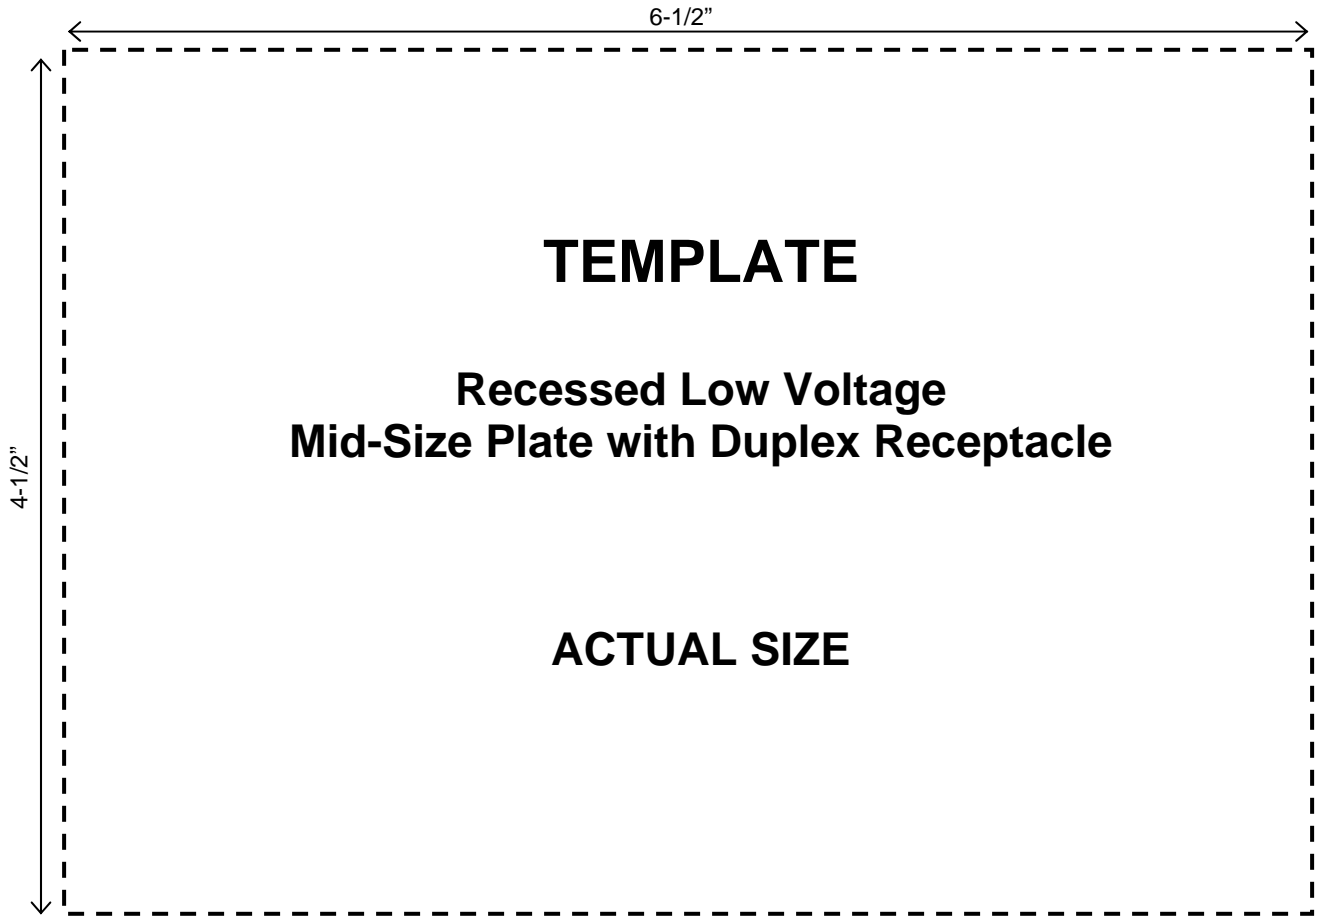 6-1/2”
4-1/2”
TEMPLATE
Recessed Low Voltage
Mid-Size Plate with Duplex Receptacle
ACTUAL SIZE